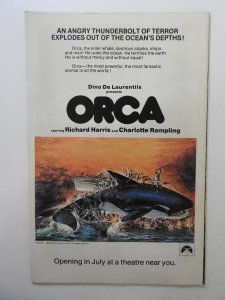 AN ANGRY THUNDERBOLT OF TERROR
EXPLODES OUT OF THE OCEAN'S DEPTHS!
Orca, the killer whale, destroys sharks, ships
and men! He rules the ocean. He terrifies the earth.
He is without mercy and without equal!
Orca—the most powerful, the most fantastic
animal in all the world!
Dino De Laurentiis
presents
ORCA
starring Richard Harris and Charlotte Rampling
Opening in July at a theatre near you.